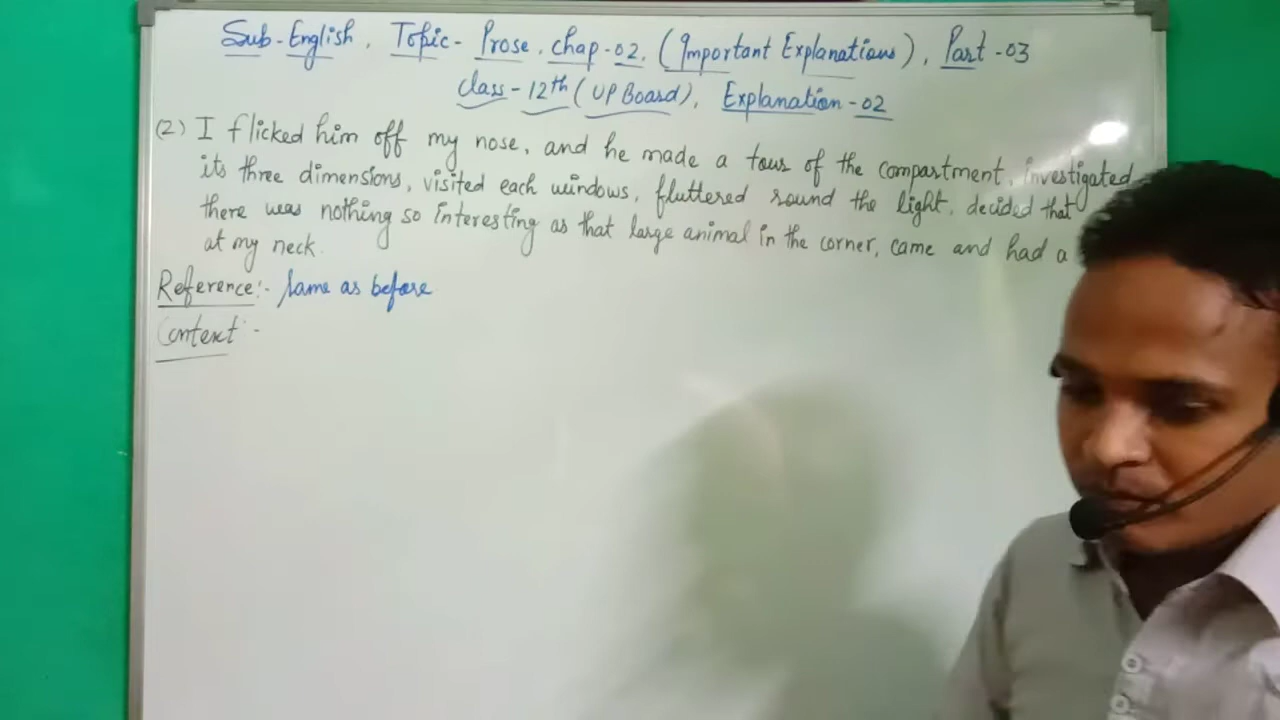 Sub-English. Topic- Prose. chap-02. (Important Explanations), Part-03
Class-12th (UP Board), Explanation-02
(2) I flicked him off my nose, and he made a tour of the compartment, investigated
its three dimensions, visited each windows, fluttered round the light, decided that
there was nothing so interesting as that large animal in the corner, came and had a
at my neck.
Reference:- same as before
Context:-